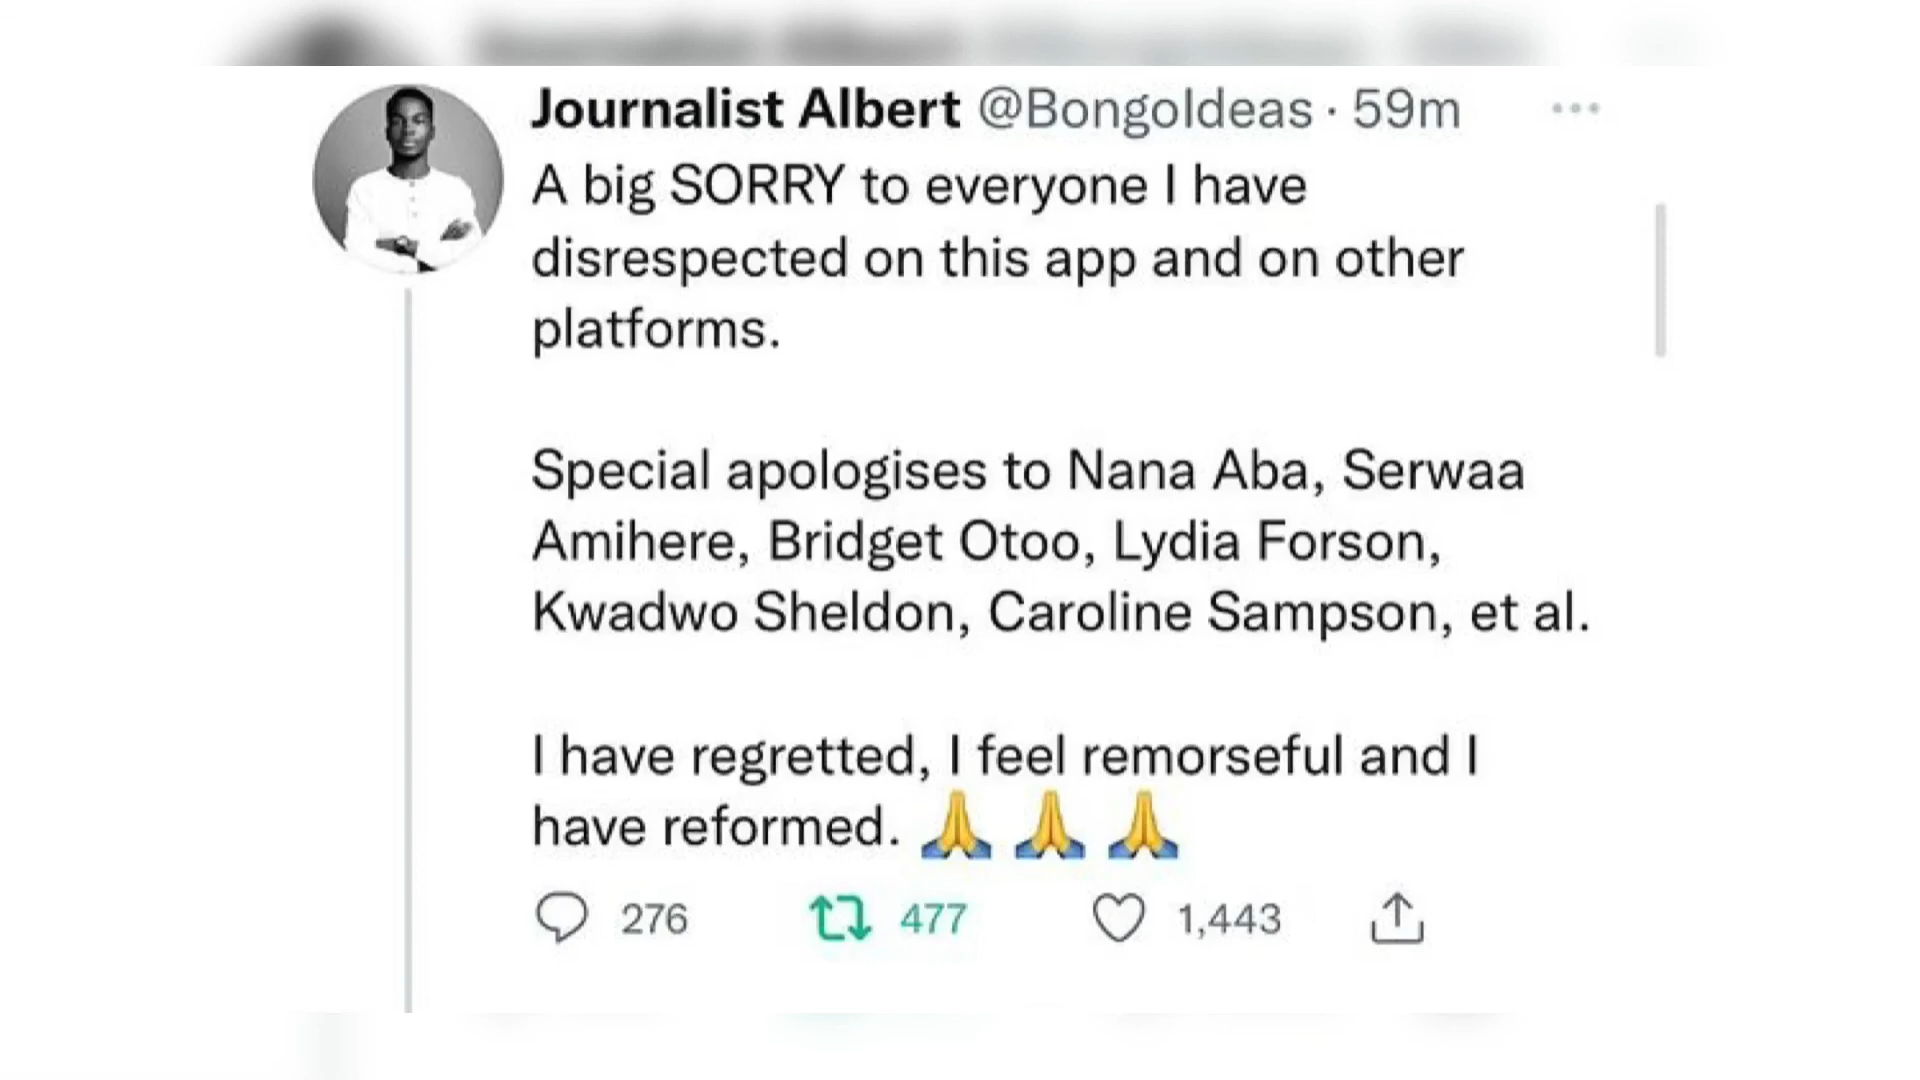 Journalist Albert @BongoIdeas · 59m
A big SORRY to everyone I have
disrespected on this app and on other
platforms.
Special apologises to Nana Aba, Serwaa
Amihere, Bridget Otoo, Lydia Forson,
Kwadwo Sheldon, Caroline Sampson, et al.
I have regretted, I feel remorseful and I
have reformed. 🙏 🙏 🙏
276 477 1,443